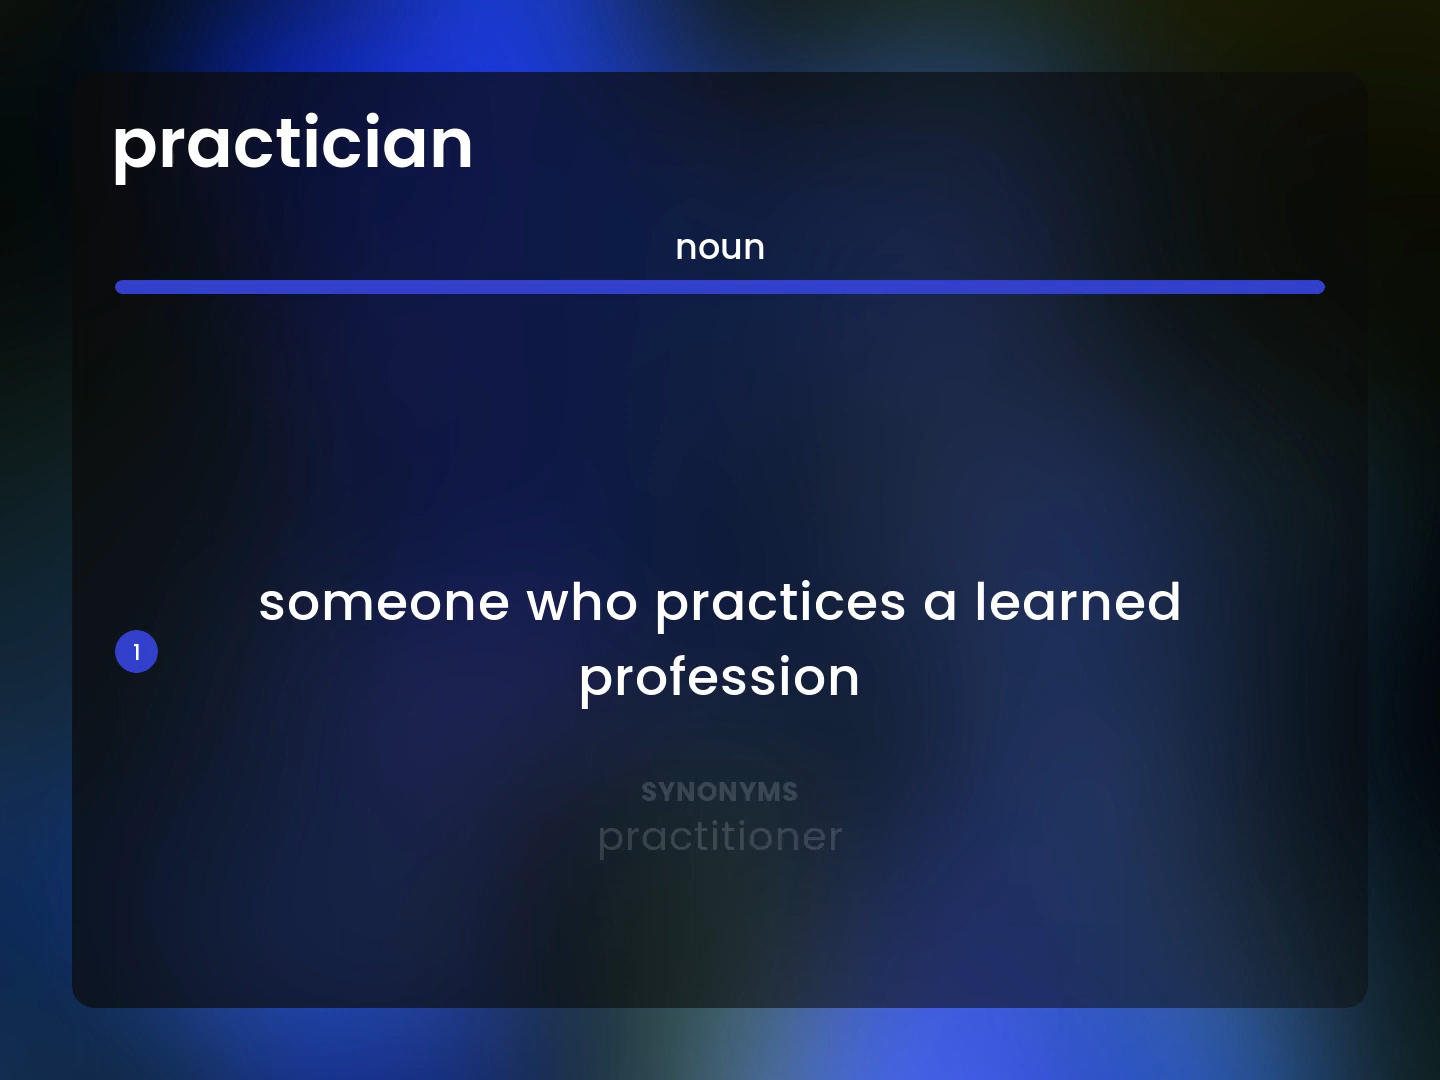 practician
noun
1
someone who practices a learned
profession
SYNONYMS
practitioner